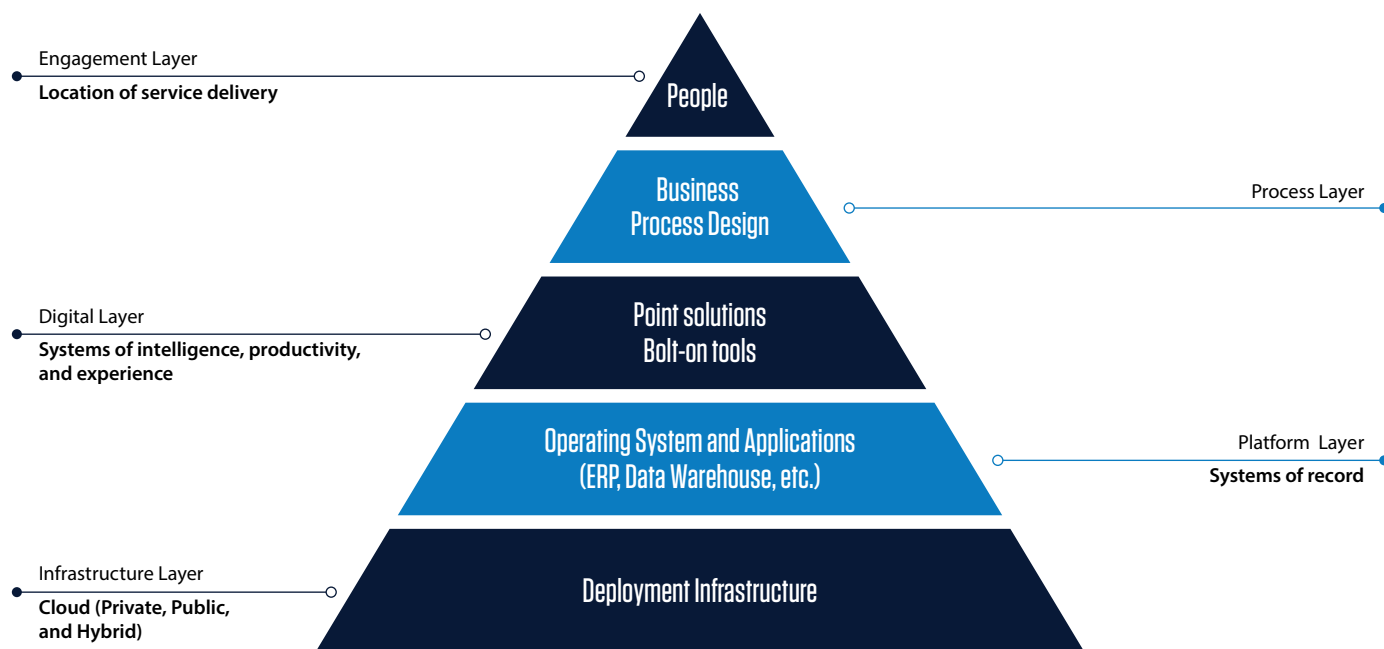 Engagement Layer
Location of service delivery
People
Business
Process Design
Process Layer
Digital Layer
Systems of intelligence, productivity,
and experience
Point solutions
Bolt-on tools
Operating System and Applications
(ERP, Data Warehouse, etc.)
Platform Layer
Systems of record
Infrastructure Layer
Cloud (Private, Public,
and Hybrid)
Deployment Infrastructure